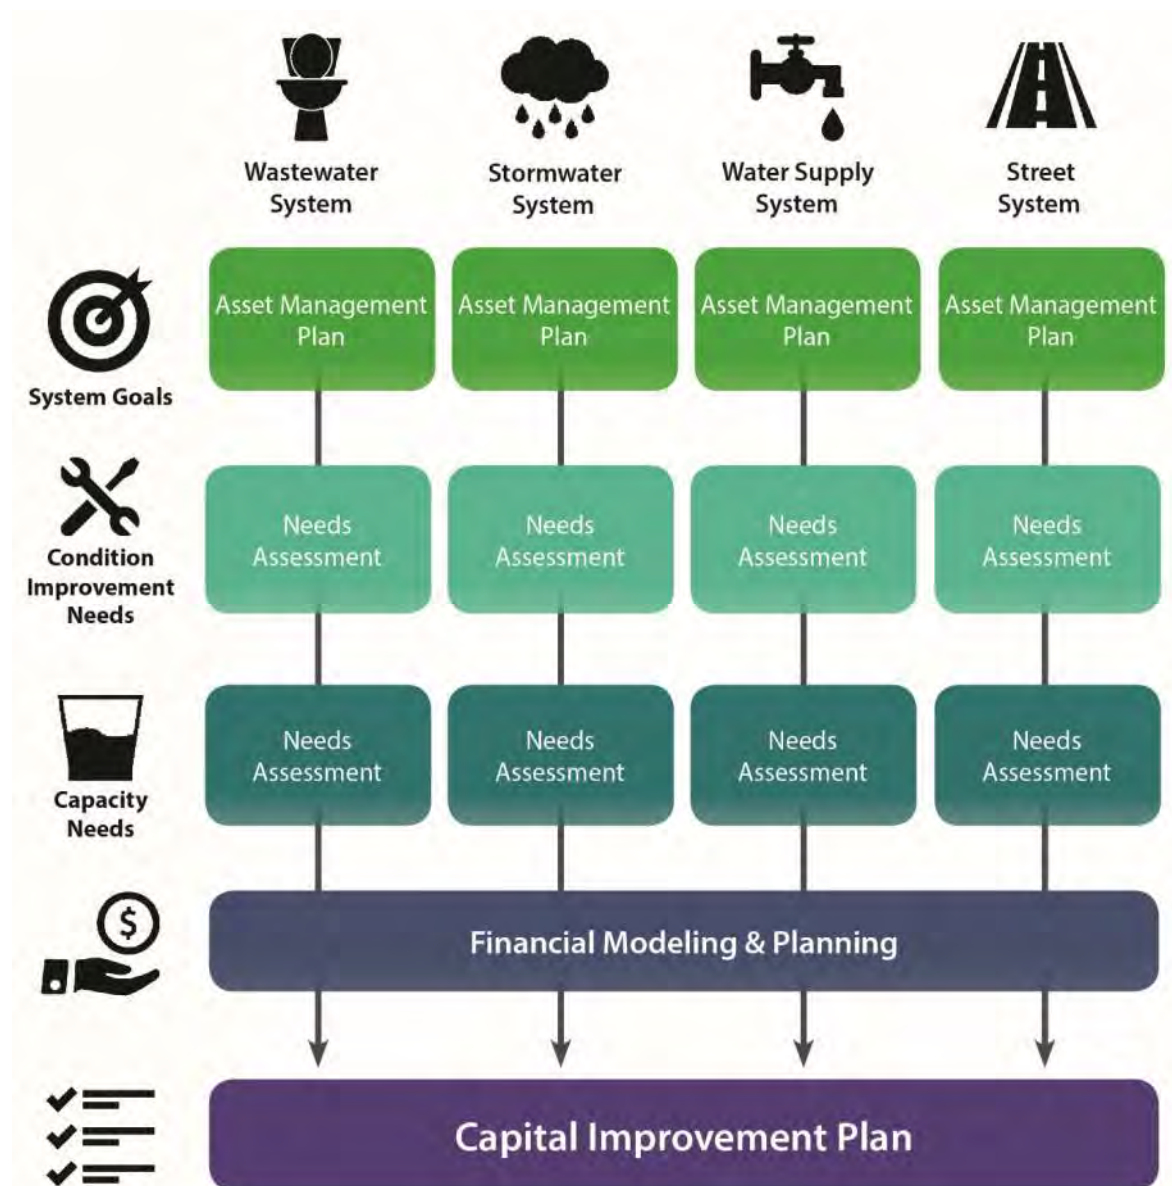 Wastewater
System
Stormwater
System
Water Supply
System
Street
System
System Goals
Asset Management
Plan
Asset Management
Plan
Asset Management
Plan
Asset Management
Plan
Condition
Improvement
Needs
Needs
Assessment
Needs
Assessment
Needs
Assessment
Needs
Assessment
Capacity
Needs
Needs
Assessment
Needs
Assessment
Needs
Assessment
Needs
Assessment
$
Financial Modeling & Planning
Capital Improvement Plan